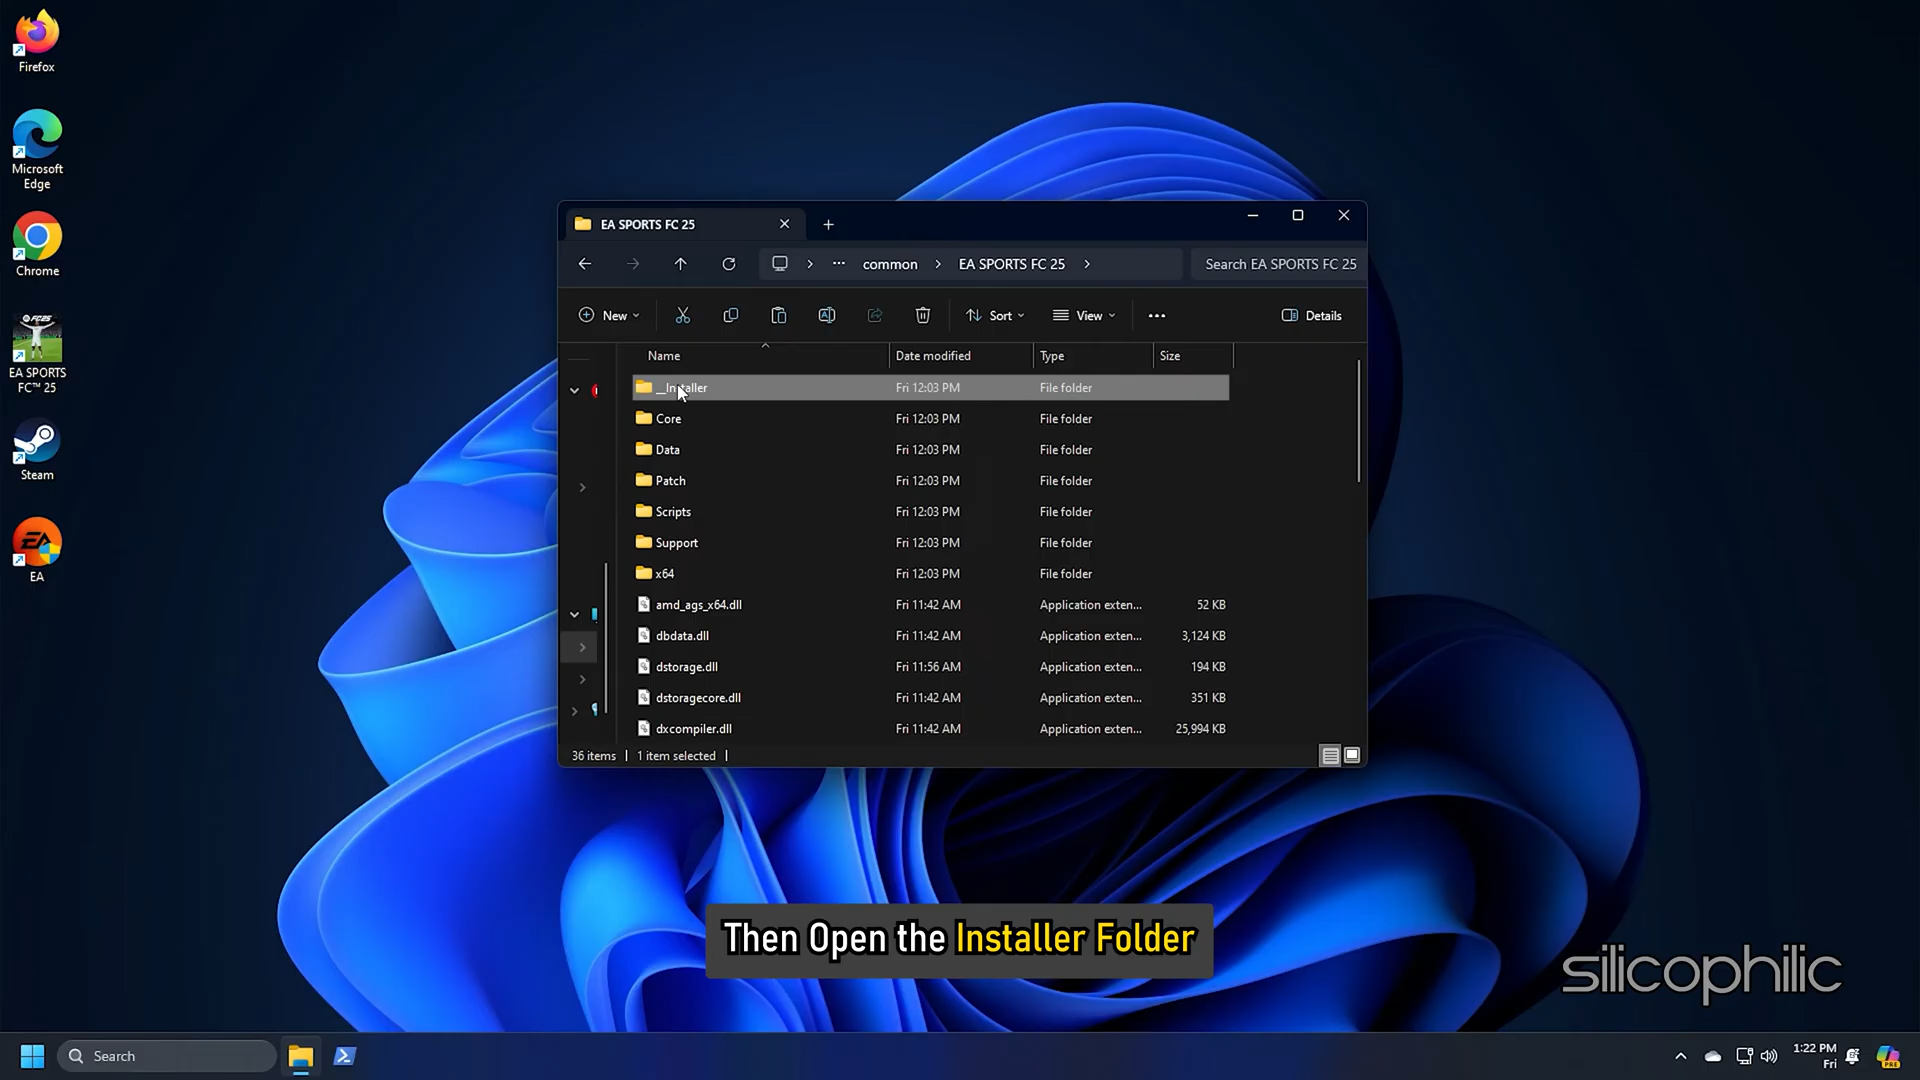 Firefox
Microsoft
Edge
Chrome
FC25
EA SPORTS
FC™ 25
Steam
EA
EA
EA SPORTS FC 25
common
EA SPORTS FC 25
Search EA SPORTS FC 25
New
Sort
View
Details
Name Date modified Type Size
__Installer Fri 12:03 PM File folder
Core Fri 12:03 PM File folder
Data Fri 12:03 PM File folder
Patch Fri 12:03 PM File folder
Scripts Fri 12:03 PM File folder
Support Fri 12:03 PM File folder
x64 Fri 12:03 PM File folder
amd_ags_x64.dll Fri 11:42 AM Application exten... 52 KB
dbdata.dll Fri 11:42 AM Application exten... 3,124 KB
dstorage.dll Fri 11:56 AM Application exten... 194 KB
dstoragecore.dll Fri 11:42 AM Application exten... 351 KB
dxcompiler.dll Fri 11:42 AM Application exten... 25,994 KB
36 items 1 item selected
Then Open the Installer Folder
silicophilic
Search
1:22 PM
Fri
PRE